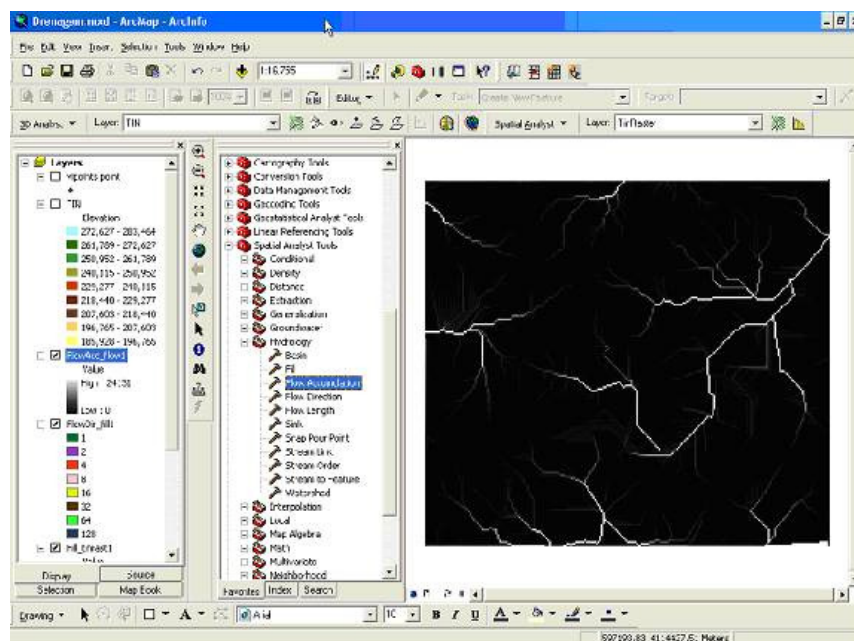 Drenagem.mxd - ArcMap - ArcInfo
File Edit View Insert Selection Tools Window Help
1:16,755
100% Editor Task: Create New Feature Target:
3D Analyst Layer: TIN Spatial Analyst Layer: TinRaster
Layers
TIN
Elevation
272,627 - 283,464
261,789 - 272,627
250,952 - 261,789
240,115 - 250,952
229,277 - 240,115
218,440 - 229,277
207,603 - 218,440
196,765 - 207,603
185,928 - 196,765
FlowAcc_flow1
Value
Low : 0
FlowDir_fill1
1
2
4
8
16
32
64
128
Display Source
Selection Map Book
Cartography Tools
Conversion Tools
Data Management Tools
Geocoding Tools
Geostatistical Analyst Tools
Linear Referencing Tools
Spatial Analyst Tools
Conditional
Density
Distance
Extraction
Generalization
Groundwater
Hydrology
Basin
Fill
Flow Accumulation
Flow Direction
Flow Length
Sink
Snap Pour Point
Stream Link
Stream Order
Stream to Feature
Watershed
Interpolation
Local
Map Algebra
Math
Multivariate
Neighborhood
Favorites Index Search
Drawing A Arial 10 B I U A
Meters